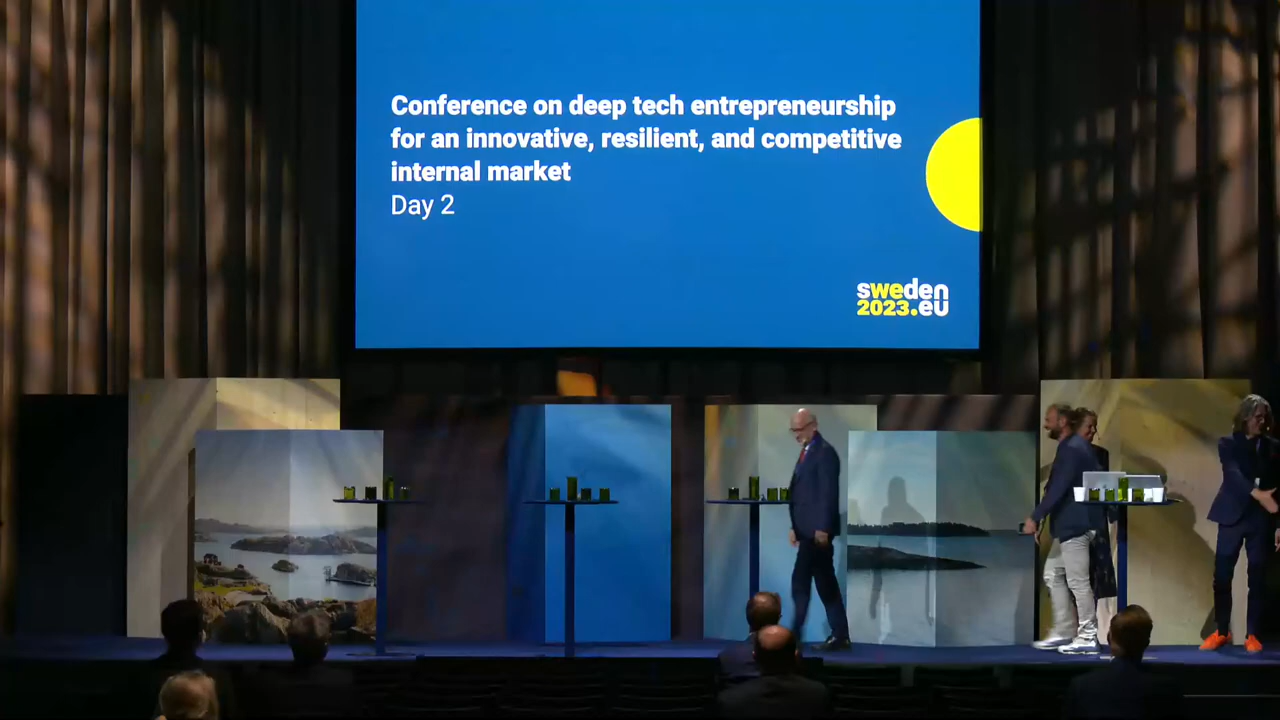 Conference on deep tech entrepreneurship
for an innovative, resilient, and competitive
internal market
Day 2
sweden
2023.eu